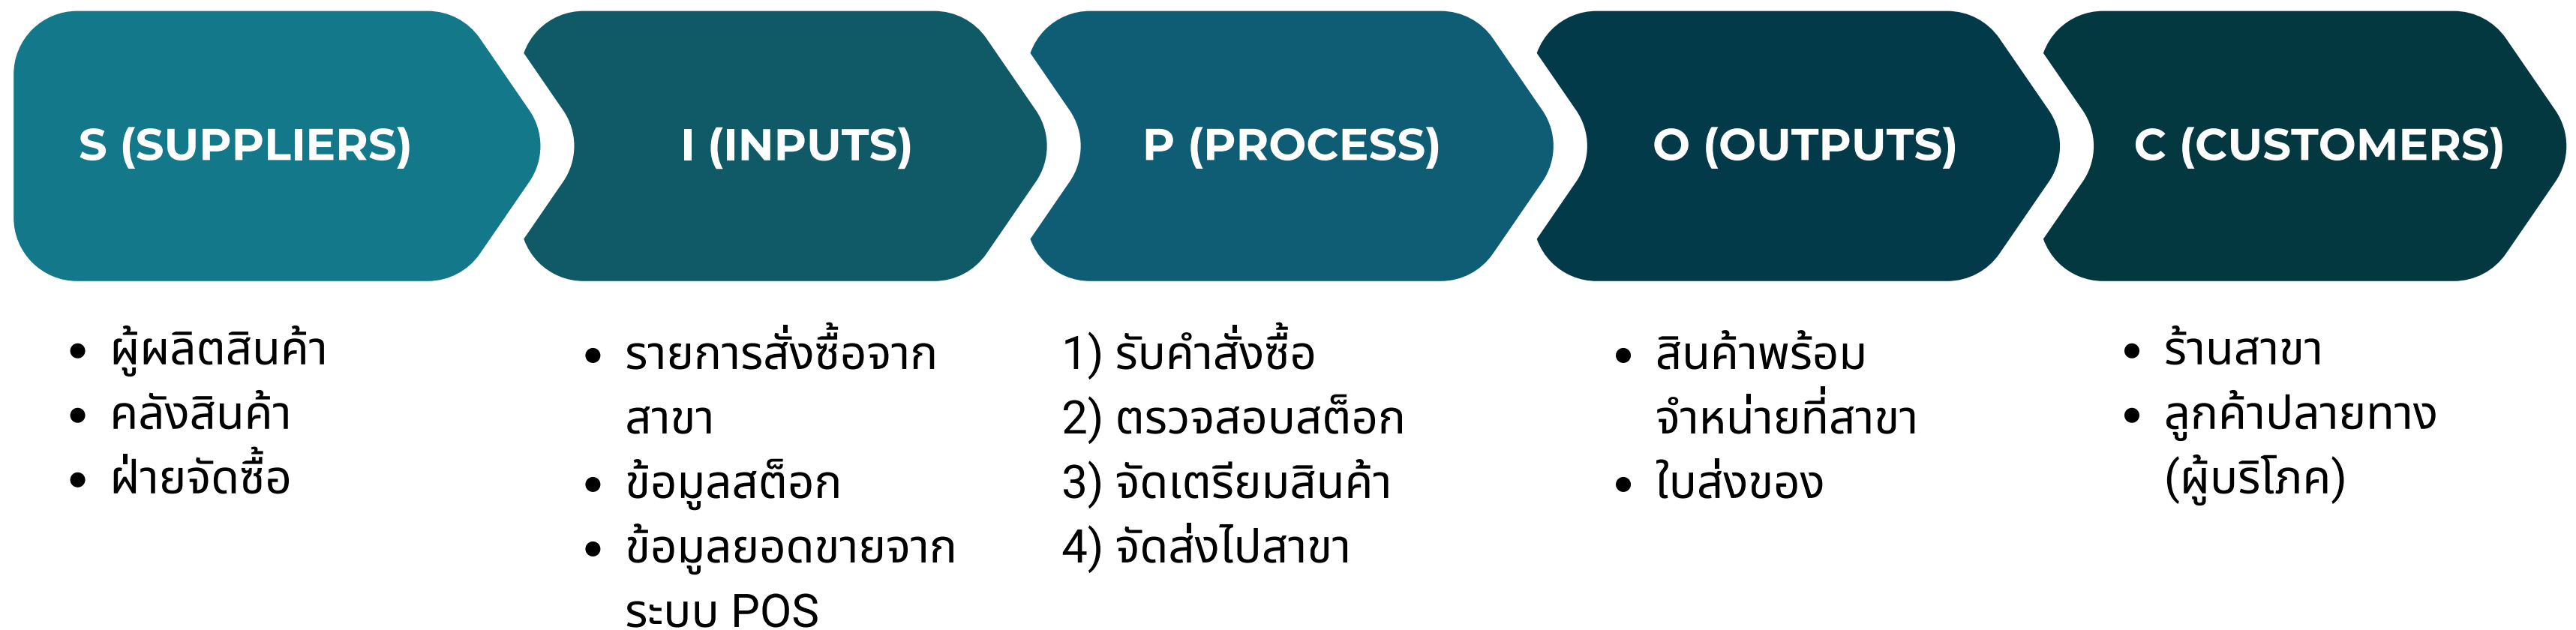 S (SUPPLIERS)
I (INPUTS)
P (PROCESS)
O (OUTPUTS)
C (CUSTOMERS)
• ผู้ผลิตสินค้า
• คลังสินค้า
• ฝ่ายจัดซื้อ
• รายการสั่งซื้อจาก
สาขา
• ข้อมูลสต็อก
• ข้อมูลยอดขายจาก
ระบบ POS
1) รับคำสั่งซื้อ
2) ตรวจสอบสต็อก
3) จัดเตรียมสินค้า
4) จัดส่งไปสาขา
• สินค้าพร้อม
จำหน่ายที่สาขา
• ใบส่งของ
• ร้านสาขา
• ลูกค้าปลายทาง
(ผู้บริโภค)